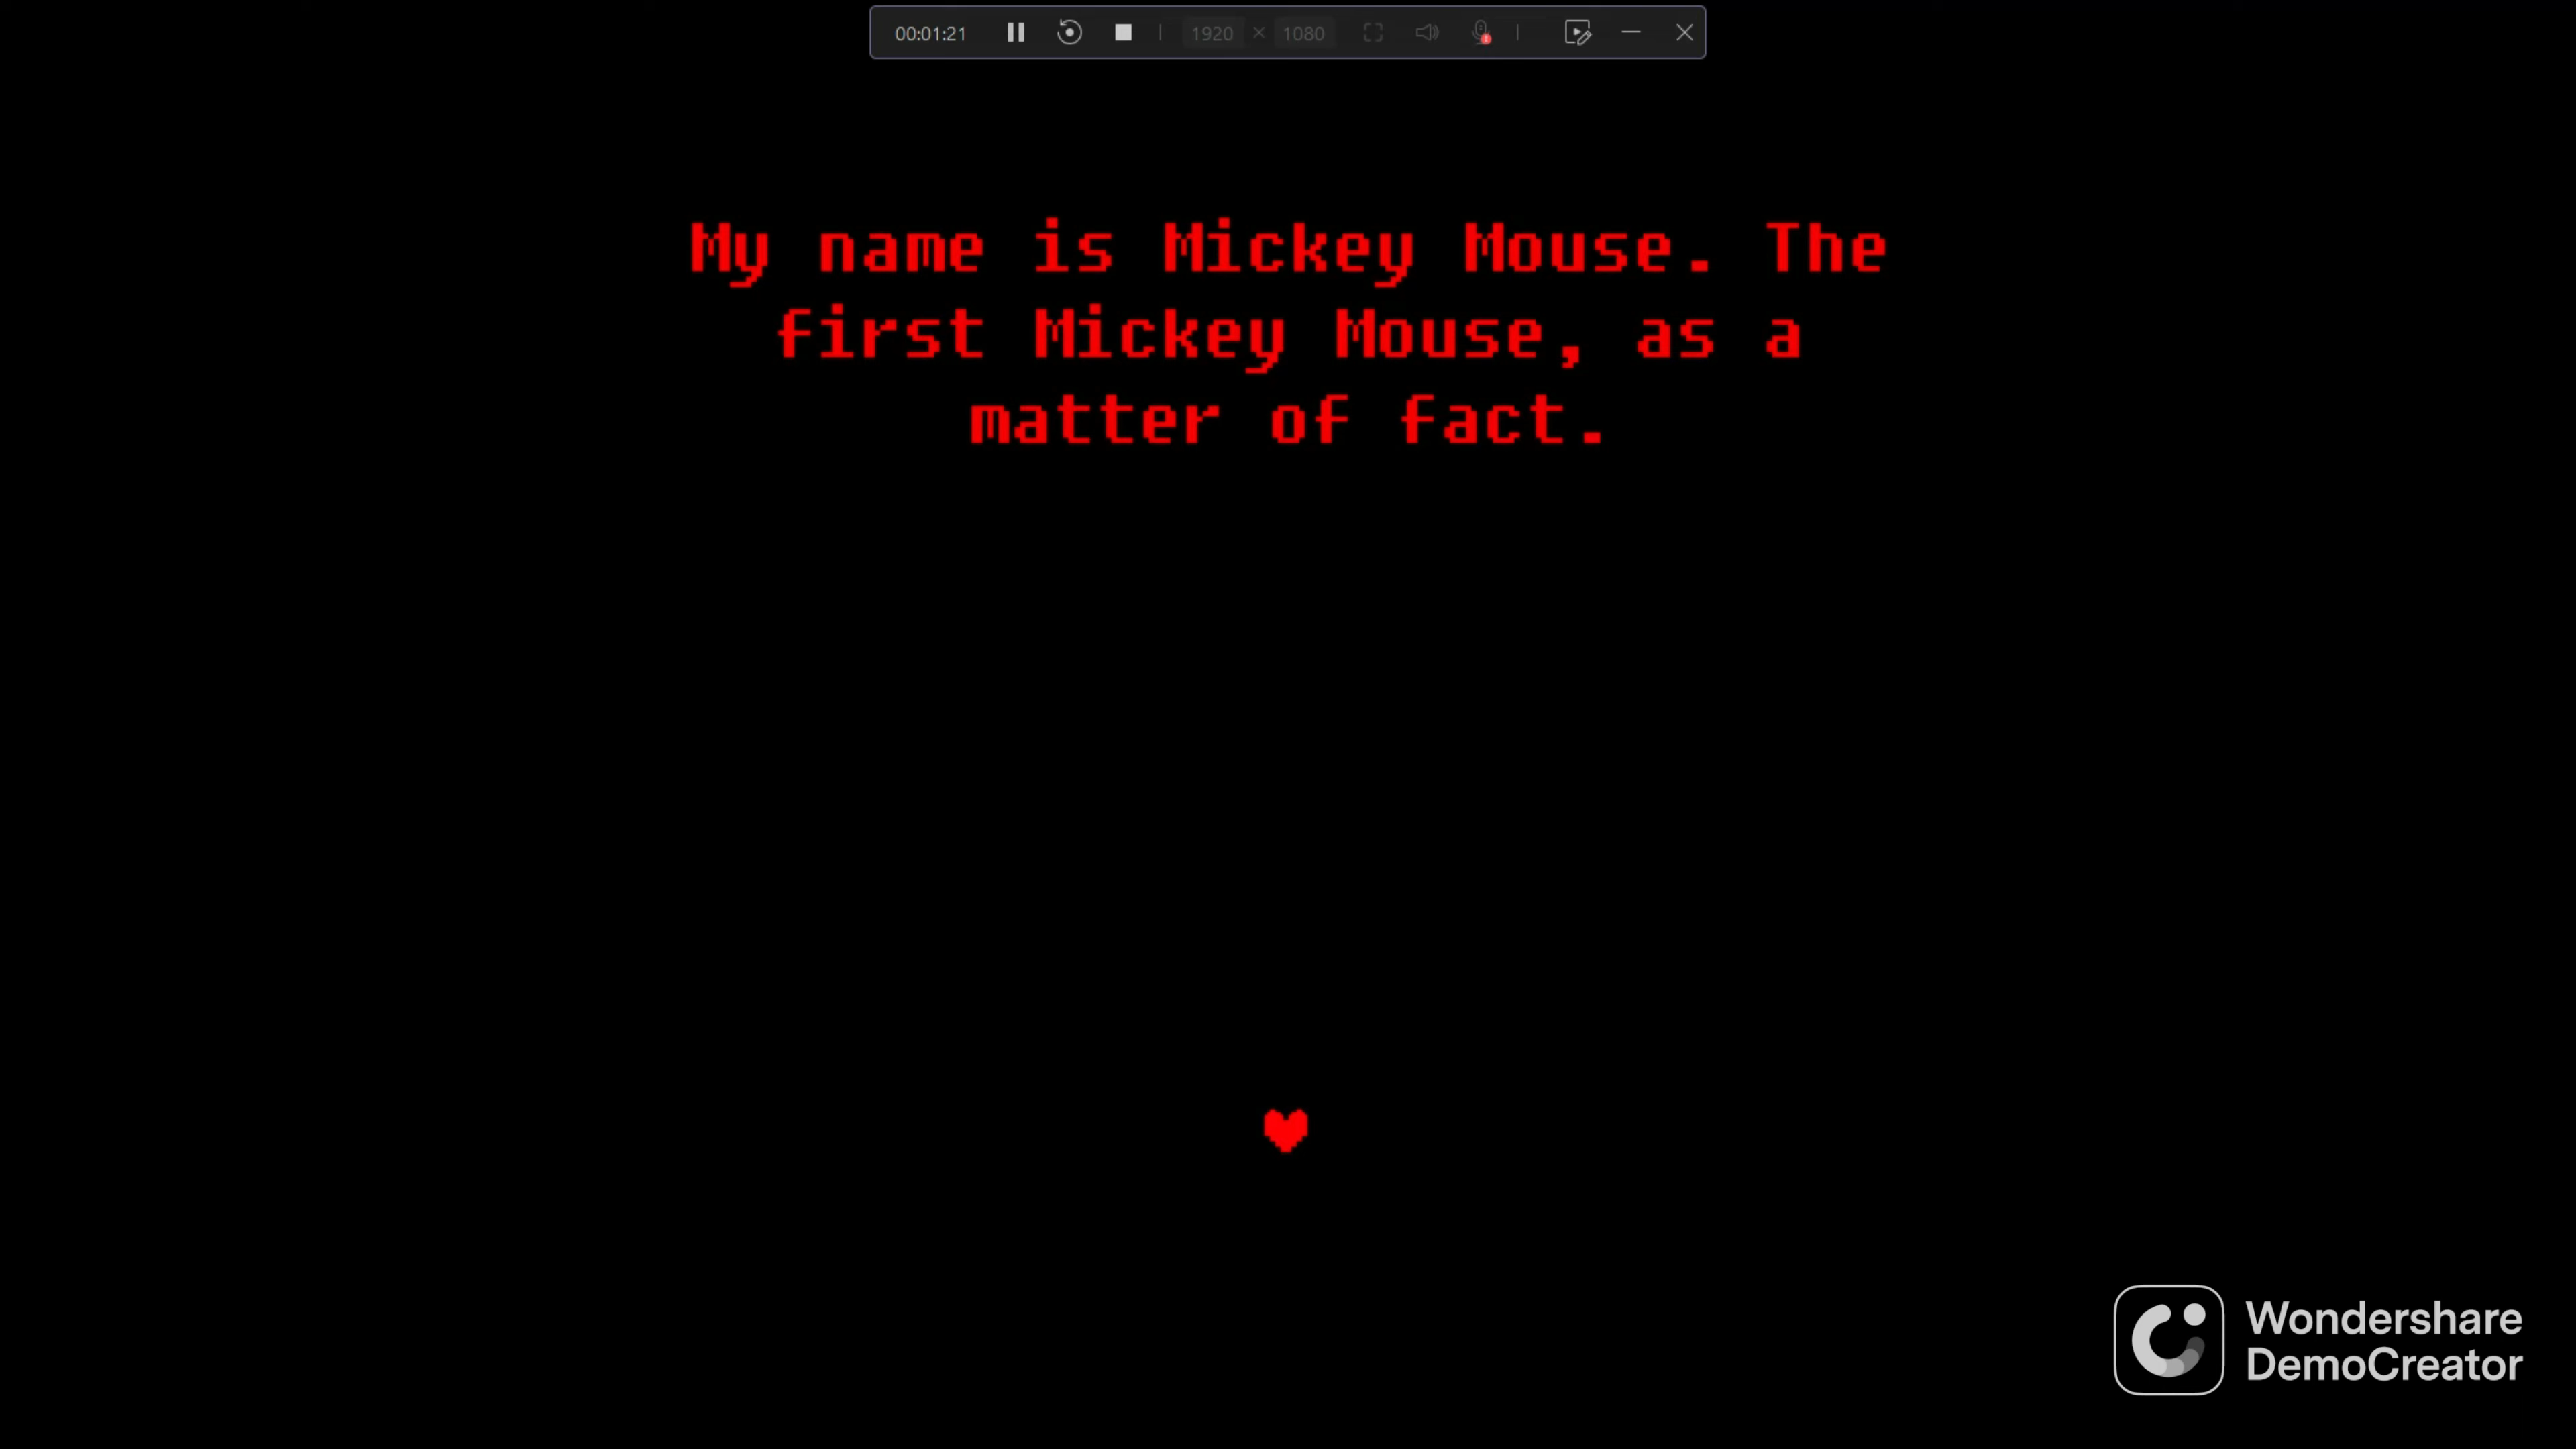 00:01:21 1920 × 1080
My name is Mickey Mouse. The
first Mickey Mouse, as a
matter of fact.
Wondershare
DemoCreator